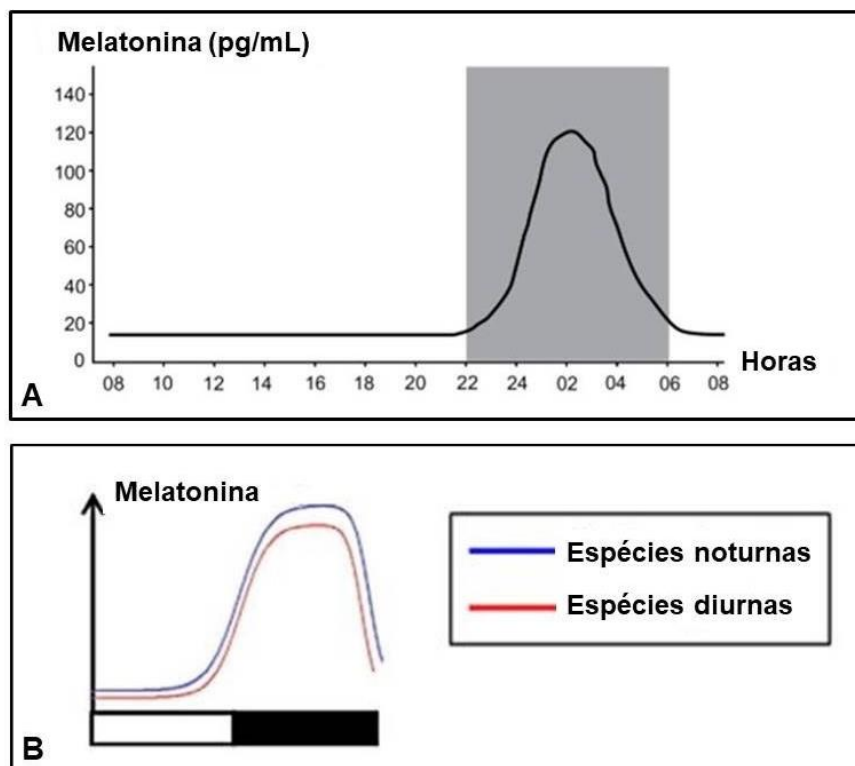 Melatonina (pg/mL)
140
120
100
80
60
40
20
0
08 10 12 14 16 18 20 22 24 02 04 06 08
Horas
A
Melatonina
Espécies noturnas
Espécies diurnas
B